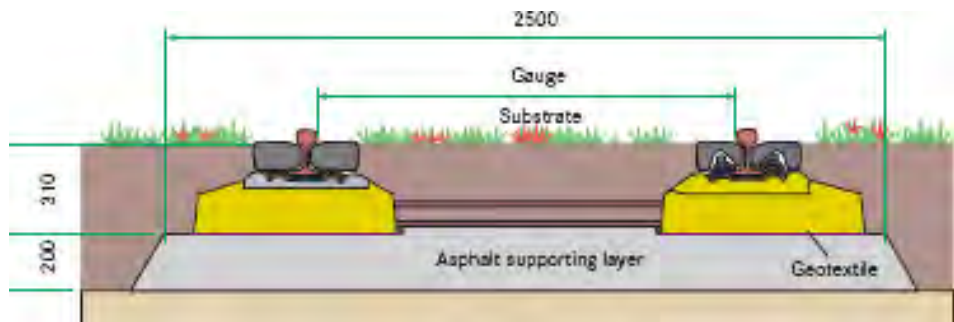 2500
Gauge
Substrate
310
200
Asphalt supporting layer
Geotextile